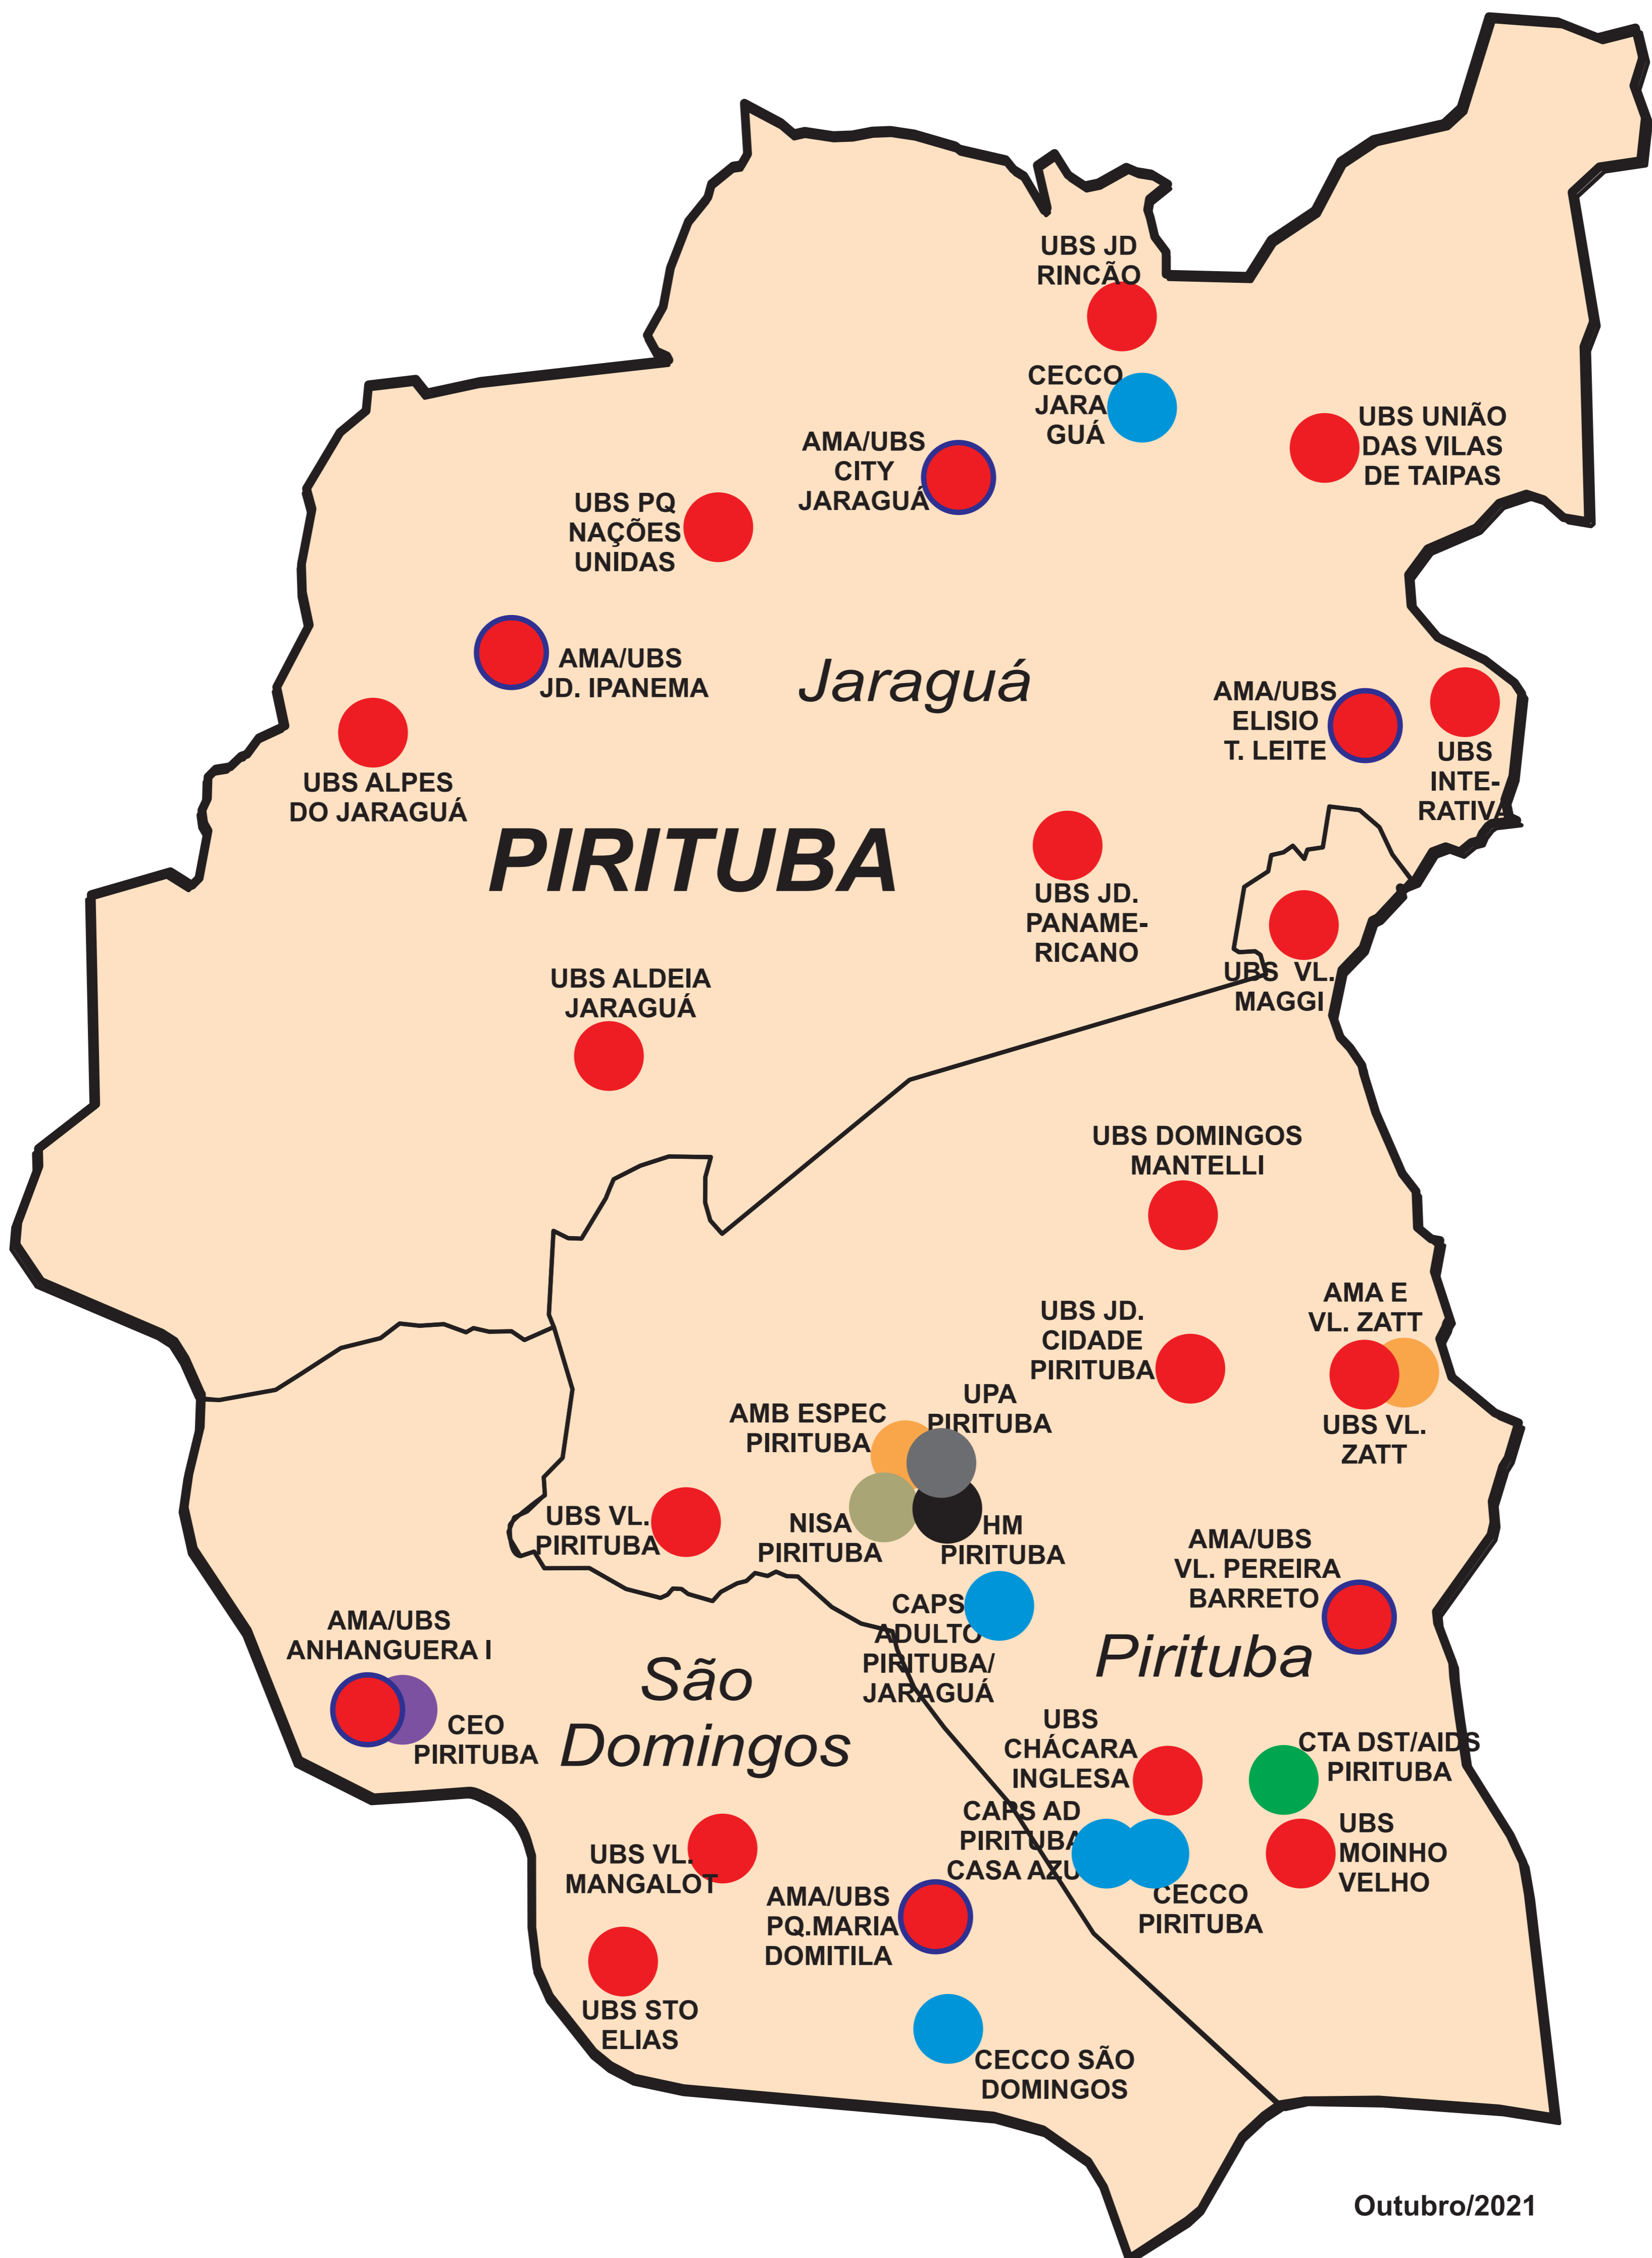 UBS JD
RINCÃO
CECCO
JARA
GUÁ
UBS UNIÃO
DAS VILAS
DE TAIPAS
AMA/UBS
CITY
JARAGUÁ
UBS PQ
NAÇÕES
UNIDAS
AMA/UBS
JD. IPANEMA
Jaraguá
AMA/UBS
ELISIO
T. LEITE
UBS
INTE-
RATIVA
UBS ALPES
DO JARAGUÁ
PIRITUBA
UBS JD.
PANAME-
RICANO
UBS VL.
MAGGI
UBS ALDEIA
JARAGUÁ
UBS DOMINGOS
MANTELLI
AMA E
VL. ZATT
UBS JD.
CIDADE
PIRITUBA
UBS VL.
ZATT
UPA
PIRITUBA
AMB ESPEC
PIRITUBA
UBS VL.
PIRITUBA
NISA
PIRITUBA
HM
PIRITUBA
AMA/UBS
VL. PEREIRA
BARRETO
CAPS
ADULTO
PIRITUBA/
JARAGUÁ
Pirituba
AMA/UBS
ANHANGUERA I
CEO
PIRITUBA
São
Domingos
UBS
CHÁCARA
INGLESA
CTA DST/AIDS
PIRITUBA
CAPS AD
PIRITUBA
CASA AZU
UBS
MOINHO
VELHO
CECCO
PIRITUBA
UBS VL.
MANGALOT
AMA/UBS
PQ.MARIA
DOMITILA
UBS STO
ELIAS
CECCO SÃO
DOMINGOS
Outubro/2021